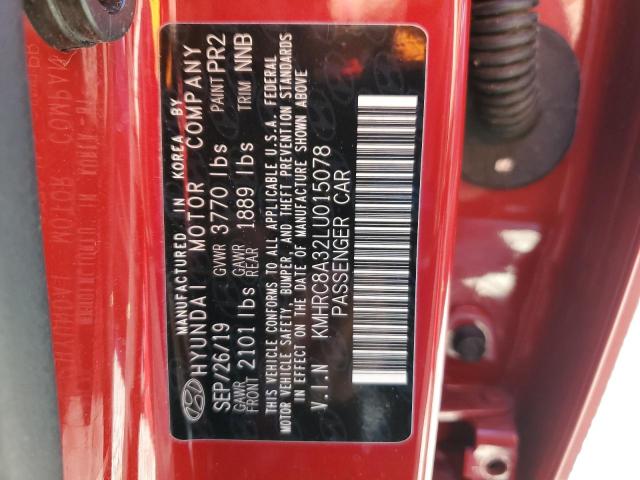 MANUFACTURED IN KOREA BY
HYUNDAI MOTOR COMPANY
SEP/26/19 GVWR 3770 lbs PAINT PR2
GAWR FRONT 2101 lbs GAWR REAR 1889 lbs TRIM NNB
THIS VEHICLE CONFORMS TO ALL APPLICABLE U.S.A. FEDERAL
MOTOR VEHICLE SAFETY, BUMPER, AND THEFT PREVENTION STANDARDS
IN EFFECT ON THE DATE OF MANUFACTURE SHOWN ABOVE
V.I.N KMHRC8A32LU015078
PASSENGER CAR